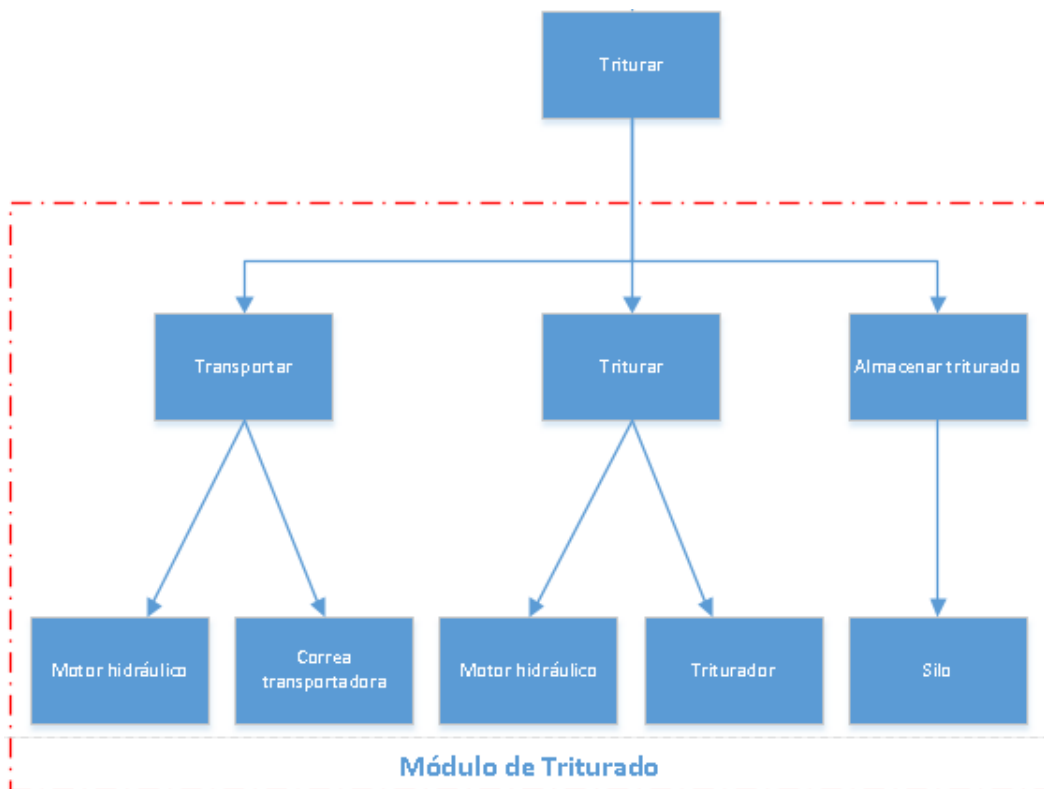 Triturar
Transportar
Triturar
Almacenar triturado
Motor hidráulico
Correa
transportadora
Motor hidráulico
Triturador
Silo
Módulo de Triturado